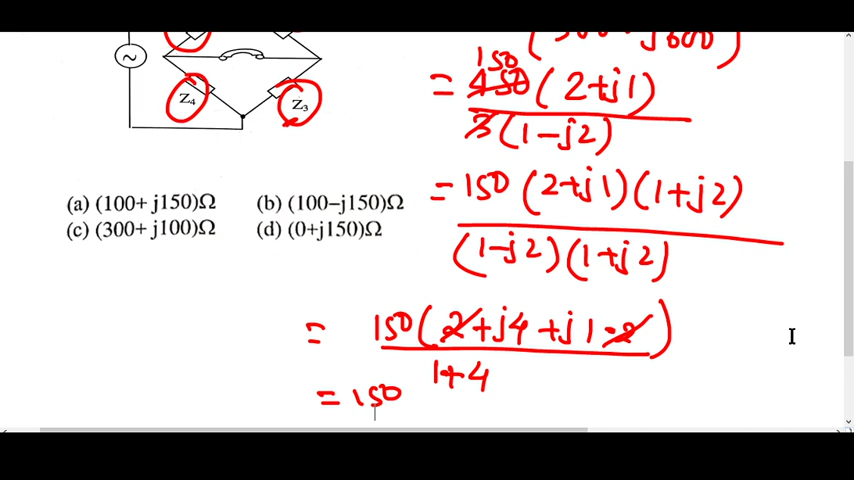 = 450 (2+j1)
150
3 (1-j2)
Z4
Z3
(a) (100+ j150)Ω (b) (100-j150)Ω
(c) (300+ j100)Ω (d) (0+j150)Ω
= 150 (2+j1)(1+j2)
(1-j2)(1+j2)
= 150(2+j4+j1-2)
1+4
= 150